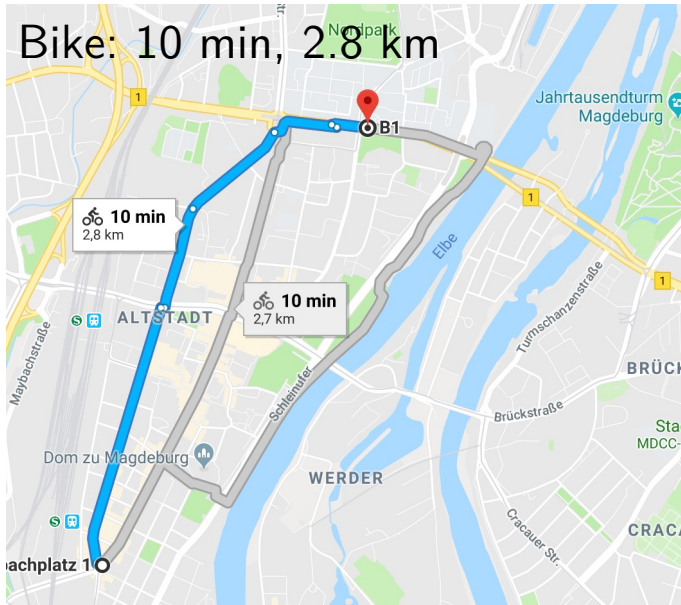 Bike: 10 min, 2.8 km
Nordpark
1
Jahrtausendturm
Magdeburg
B1
1
10 min
2,8 km
Elbe
1
10 min
2,7 km
S
ALTSTADT
Turmschanzenstraße
Maybachstraße
BRÜCK
Schleinufer
Brückstraße
Sta
MDCC-
Dom zu Magdeburg
WERDER
S
Cracauer Str.
CRACA
bachplatz 1